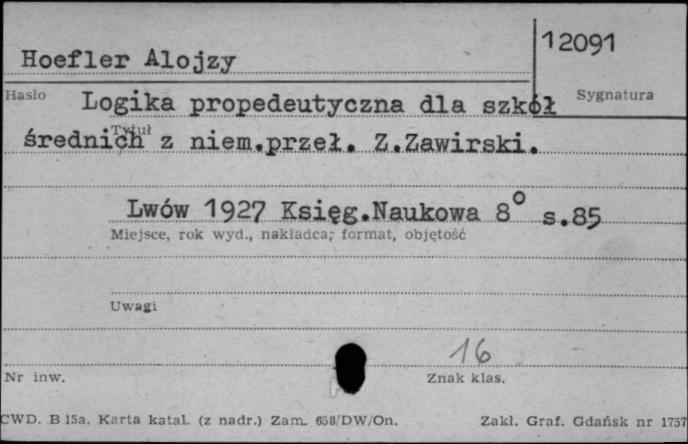 12091
Hoefler Alojzy
Hasło
Sygnatura
Logika propedeutyczna dla szkół
Tytuł
średnich z niem.przeł. Z.Zawirski.
Lwów 1927 Księg.Naukowa 8° s.85
Miejsce, rok wyd., nakładca, format, objętość
Uwagi
16
Nr inw.
Znak klas.
CWD. B 15a. Karta katal. (z nadr.) Zam. 658/DW/On.
Zakł. Graf. Gdańsk nr 1757